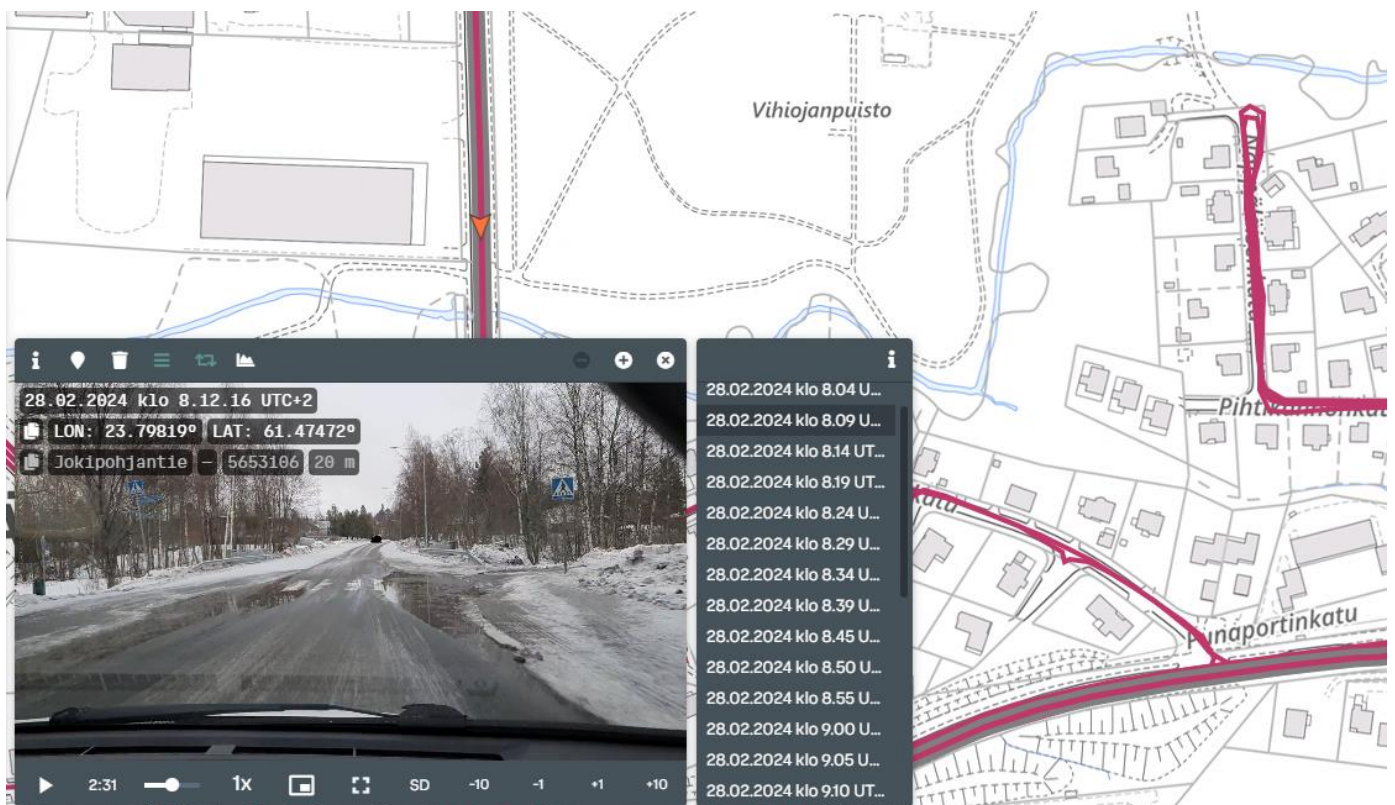 Vihiojanpuisto
28.02.2024 klo 8.12.16 UTC+2
LON: 23.79819° LAT: 61.47472°
Jokipohjantie – 5653106 20 m
2:31 1x SD -10 -1 +1 +10
28.02.2024 klo 8.04 U...
28.02.2024 klo 8.09 U...
28.02.2024 klo 8.14 UT...
28.02.2024 klo 8.19 UT...
28.02.2024 klo 8.24 U...
28.02.2024 klo 8.29 U...
28.02.2024 klo 8.34 U...
28.02.2024 klo 8.39 U...
28.02.2024 klo 8.45 U...
28.02.2024 klo 8.50 U...
28.02.2024 klo 8.55 U...
28.02.2024 klo 9.00 U...
28.02.2024 klo 9.05 U...
28.02.2024 klo 9.10 UT...
katu
Punaportinkatu